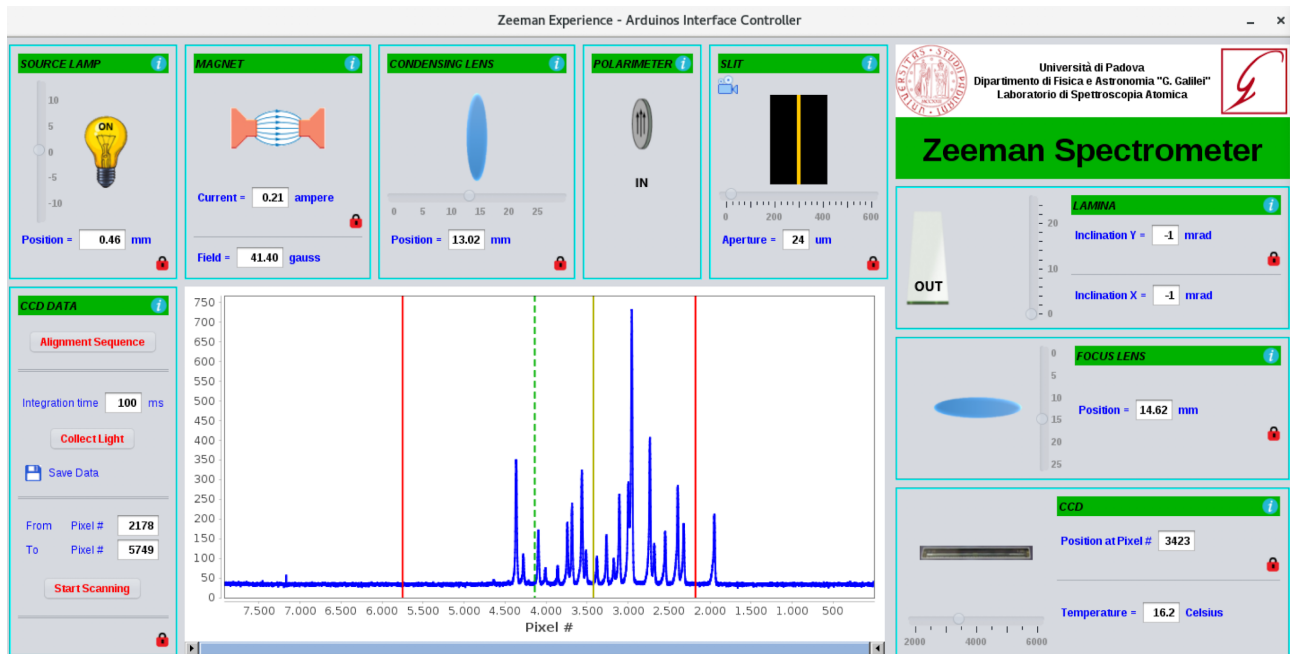 Zeeman Experience - Arduinos Interface Controller
SOURCE LAMP
10
5
0
-5
-10
ON
Position = 0.46 mm
MAGNET
Current = 0.21 ampere
Field = 41.40 gauss
CONDENSING LENS
0 5 10 15 20 25
Position = 13.02 mm
POLARIMETER
IN
SLIT
0 200 400 600
Aperture = 24 um
UNIVERSITAS STUDII PADUANI
Università di Padova
Dipartimento di Fisica e Astronomia "G. Galilei"
Laboratorio di Spettroscopia Atomica
Zeeman Spectrometer
OUT
20
10
0
LAMINA
Inclination Y = -1 mrad
Inclination X = -1 mrad
CCD DATA
Alignment Sequence
Integration time 100 ms
Collect Light
Save Data
From Pixel # 2178
To Pixel # 5749
Start Scanning
750
700
650
600
550
500
450
400
350
300
250
200
150
100
50
0
7.500 7.000 6.500 6.000 5.500 5.000 4.500 4.000 3.500 3.000 2.500 2.000 1.500 1.000 500
Pixel #
0
5
10
15
20
25
FOCUS LENS
Position = 14.62 mm
CCD
Position at Pixel # 3423
Temperature = 16.2 Celsius
2000 4000 6000